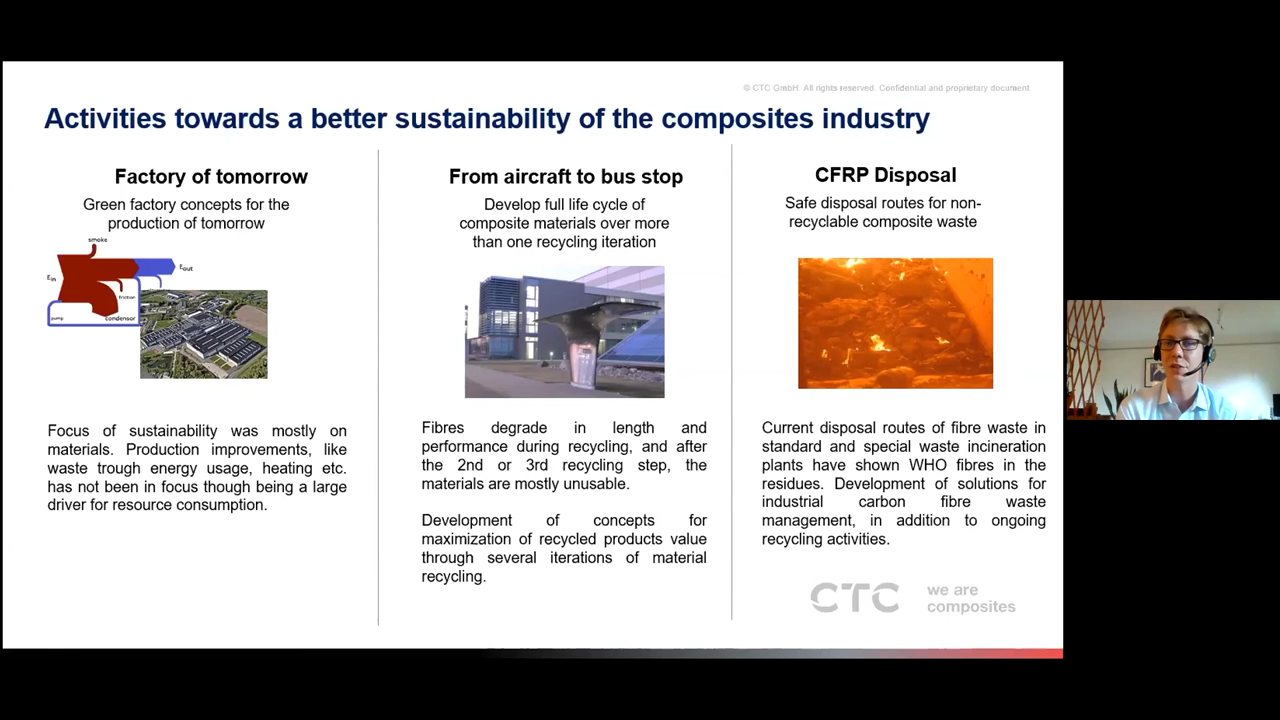 © CTC GmbH. All rights reserved. Confidential and proprietary document
Activities towards a better sustainability of the composites industry
Factory of tomorrow
Green factory concepts for the
production of tomorrow
smoke
Ein
Eout
friction
pump
condensor
Focus of sustainability was mostly on
materials. Production improvements, like
waste trough energy usage, heating etc.
has not been in focus though being a large
driver for resource consumption.
From aircraft to bus stop
Develop full life cycle of
composite materials over more
than one recycling iteration
Fibres degrade in length and
performance during recycling, and after
the 2nd or 3rd recycling step, the
materials are mostly unusable.
Development of concepts for
maximization of recycled products value
through several iterations of material
recycling.
CFRP Disposal
Safe disposal routes for non-
recyclable composite waste
Current disposal routes of fibre waste in
standard and special waste incineration
plants have shown WHO fibres in the
residues. Development of solutions for
industrial carbon fibre waste
management, in addition to ongoing
recycling activities.
CTC
we are
composites